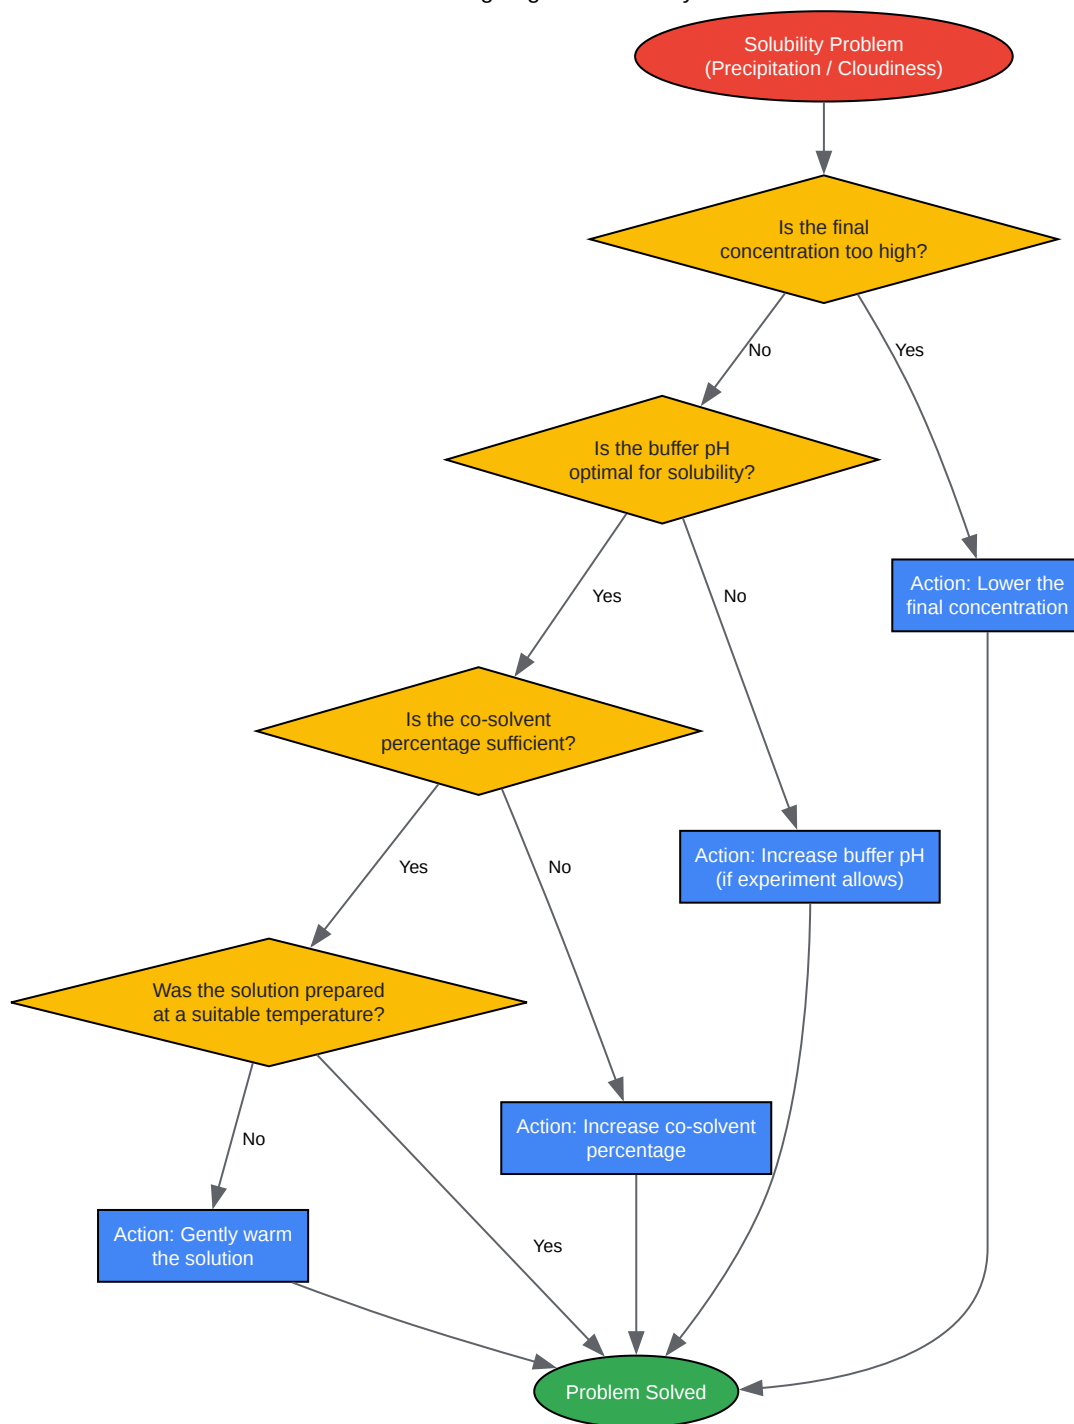 Solubility Problem
(Precipitation / Cloudiness)
Is the final
concentration too high?
No
Yes
Is the buffer pH
optimal for solubility?
Yes
No
Action: Lower the
final concentration
Is the co-solvent
percentage sufficient?
Yes
No
Action: Increase buffer pH
(if experiment allows)
Was the solution prepared
at a suitable temperature?
No
Yes
Action: Increase co-solvent
percentage
Action: Gently warm
the solution
Problem Solved